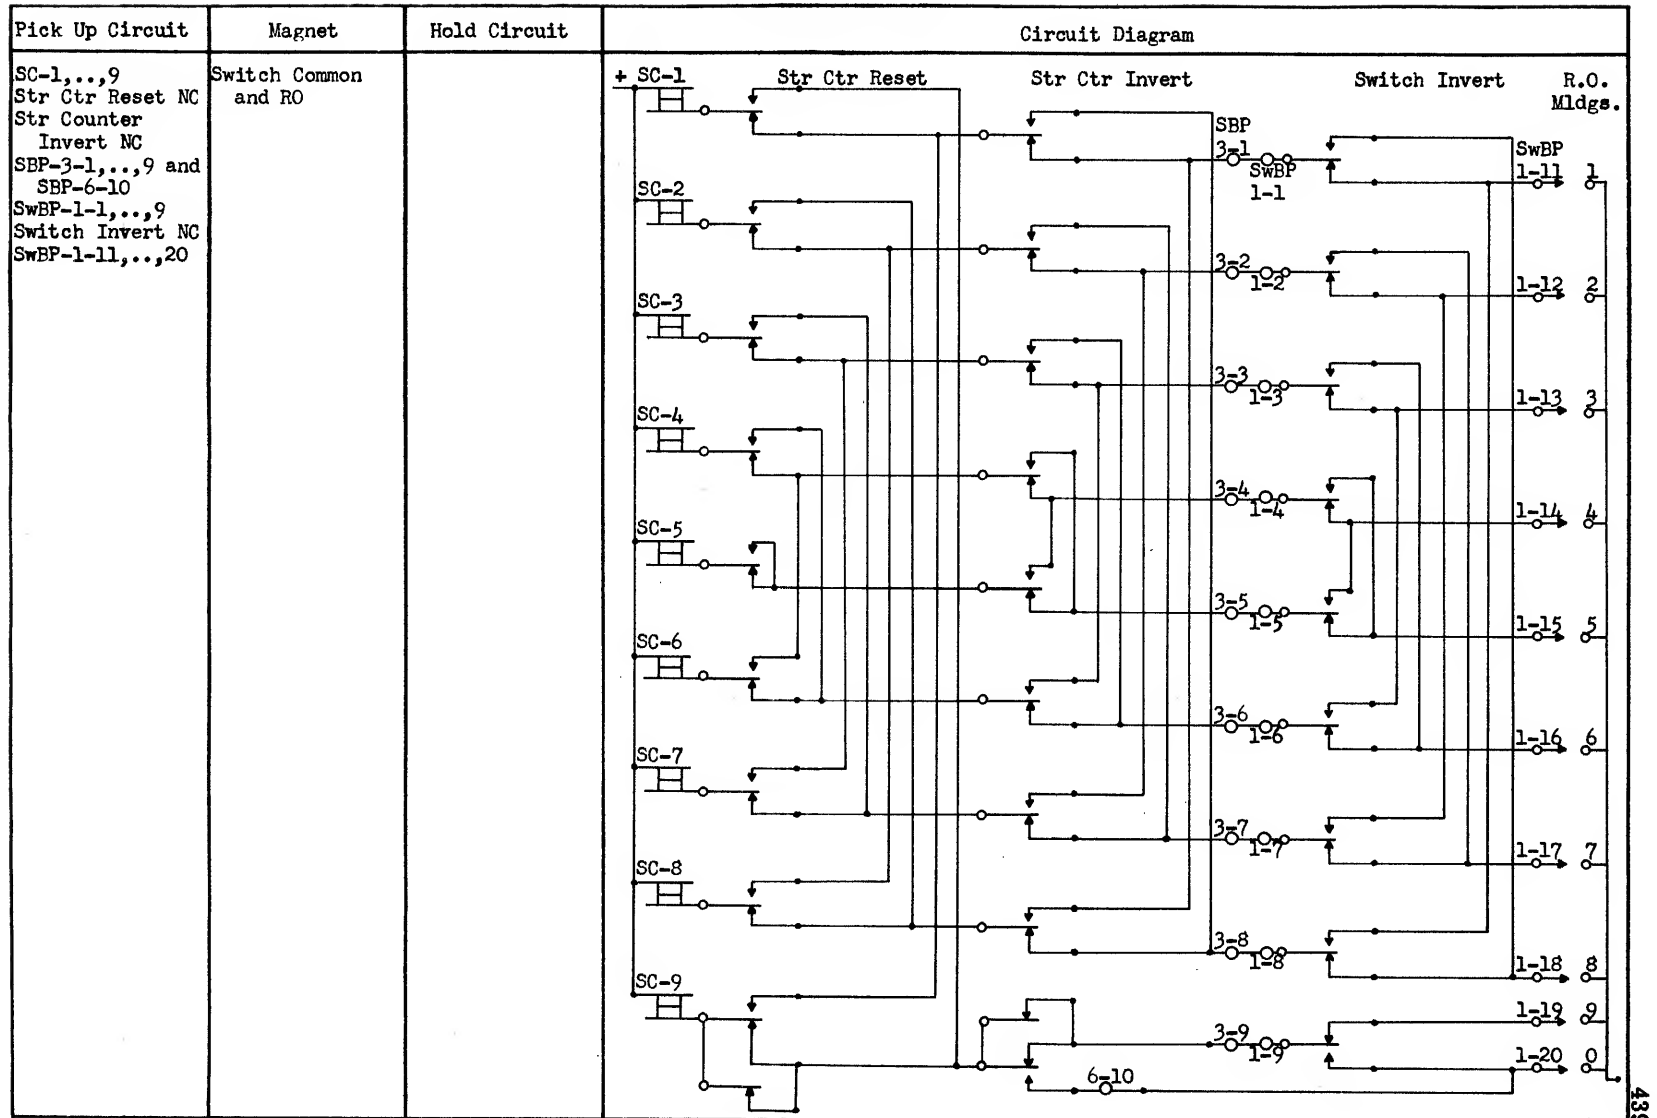 Pick Up Circuit Magnet Hold Circuit Circuit Diagram
SC-1,..,9
Str Ctr Reset NC
Str Counter
Invert NC
SBP-3-1,..,9 and
SBP-6-10
SwBP-1-1,..,9
Switch Invert NC
SwBP-1-11,..,20
Switch Common
and RO
+ SC-1 Str Ctr Reset Str Ctr Invert Switch Invert R.O.
Mldgs.
SBP
3-1
SwBP
1-1
SwBP
1-11 1
SC-2
3-2
1-2
1-12 2
SC-3
3-3
1-3
1-13 3
SC-4
3-4
1-4
1-14 4
SC-5
3-5
1-5
1-15 5
SC-6
3-6
1-6
1-16 6
SC-7
3-7
1-7
1-17 7
SC-8
3-8
1-8
1-18 8
SC-9
3-9
1-9
1-19 9
1-20 0
6-10
439